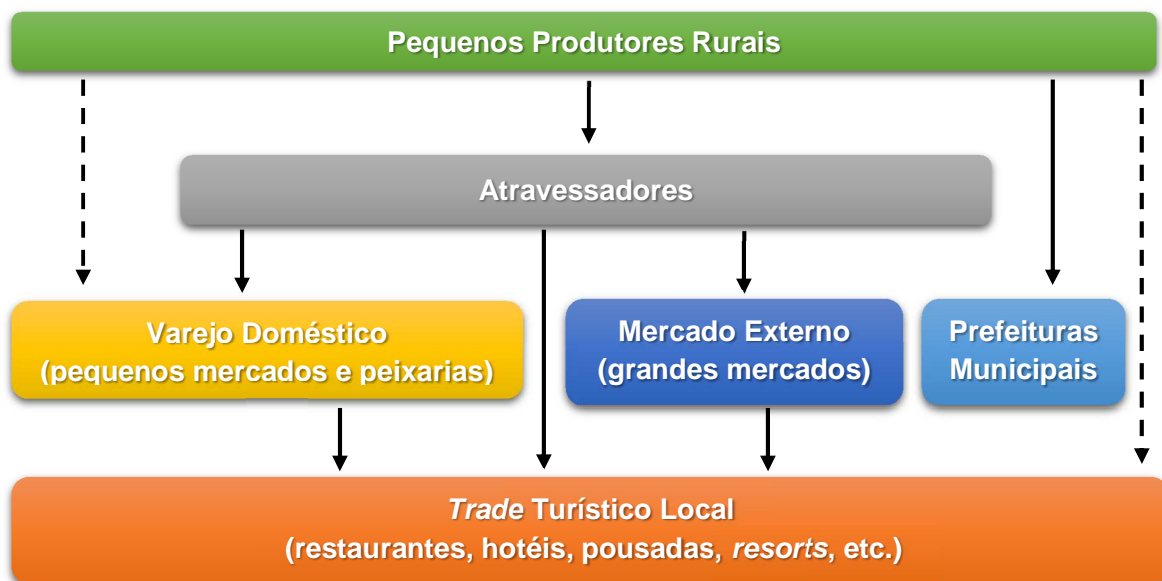 Pequenos Produtores Rurais
Atravessadores
Varejo Doméstico
(pequenos mercados e peixarias)
Mercado Externo
(grandes mercados)
Prefeituras
Municipais
Trade Turístico Local
(restaurantes, hotéis, pousadas, resorts, etc.)